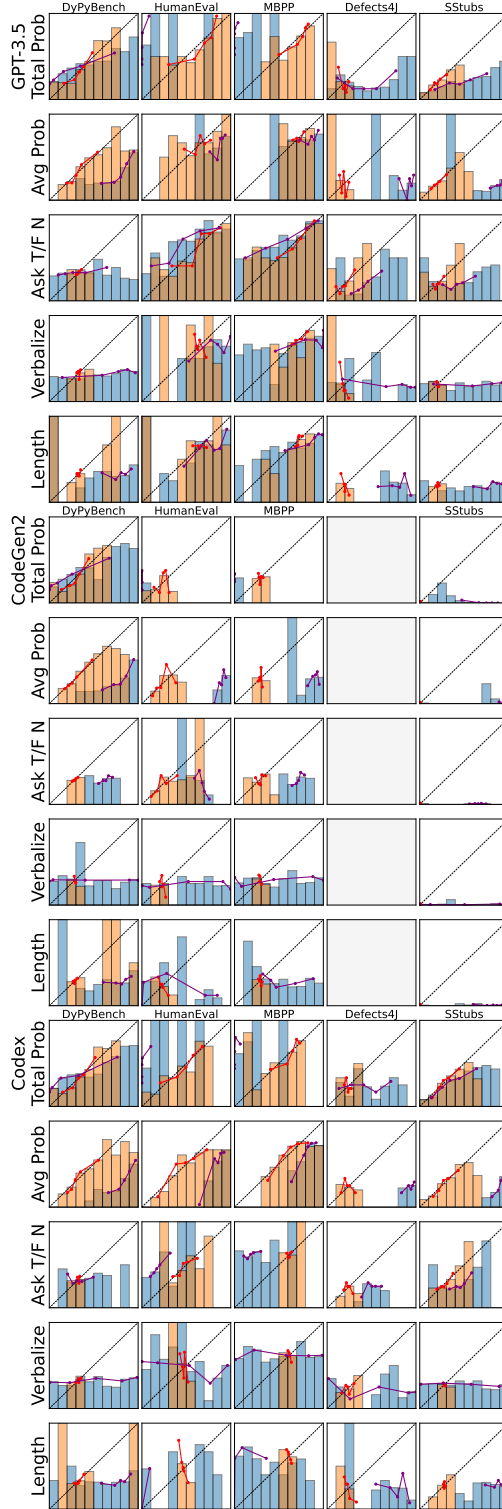 DyPyBench HumanEval MBPP Defects4J SStubs
GPT-3.5
Total Prob
Avg Prob
Ask T/F N
Verbalize
Length
DyPyBench HumanEval MBPP SStubs
CodeGen2
Total Prob
Avg Prob
Ask T/F N
Verbalize
Length
DyPyBench HumanEval MBPP Defects4J SStubs
Codex
Total Prob
Avg Prob
Ask T/F N
Verbalize
Length